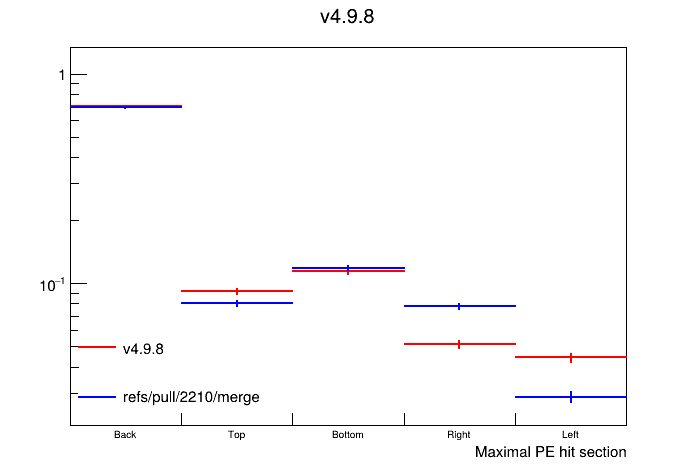 v4.9.8
1
10⁻¹
v4.9.8
refs/pull/2210/merge
Back Top Bottom Right Left
Maximal PE hit section